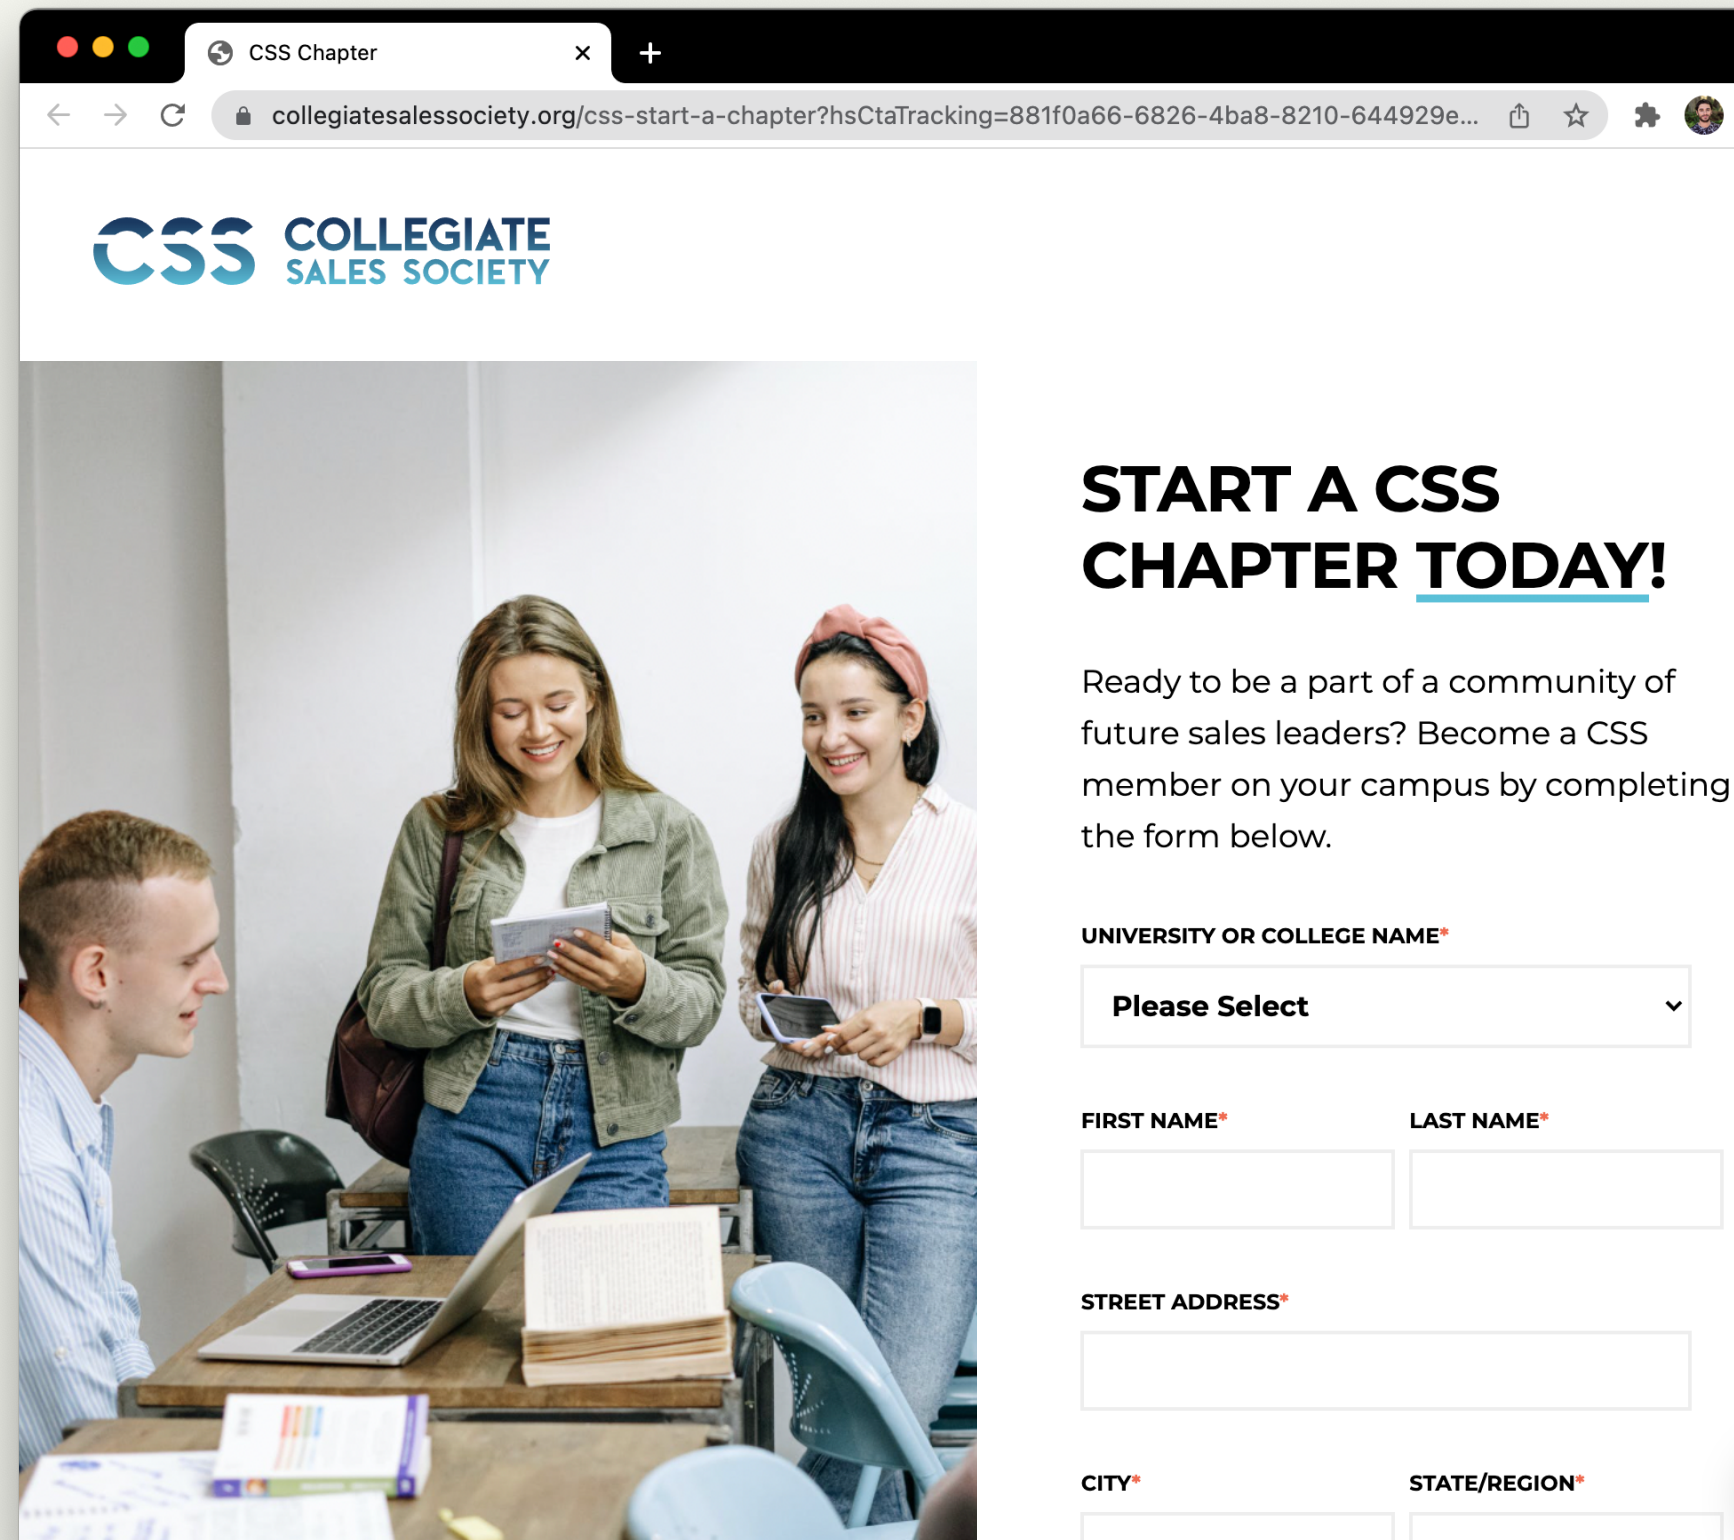 CSS Chapter
collegiatesalessociety.org/css-start-a-chapter?hsCtaTracking=881f0a66-6826-4ba8-8210-644929e...
CSS COLLEGIATE
SALES SOCIETY
START A CSS
CHAPTER TODAY!
Ready to be a part of a community of
future sales leaders? Become a CSS
member on your campus by completing
the form below.
UNIVERSITY OR COLLEGE NAME*
Please Select
FIRST NAME* LAST NAME*
STREET ADDRESS*
CITY* STATE/REGION*